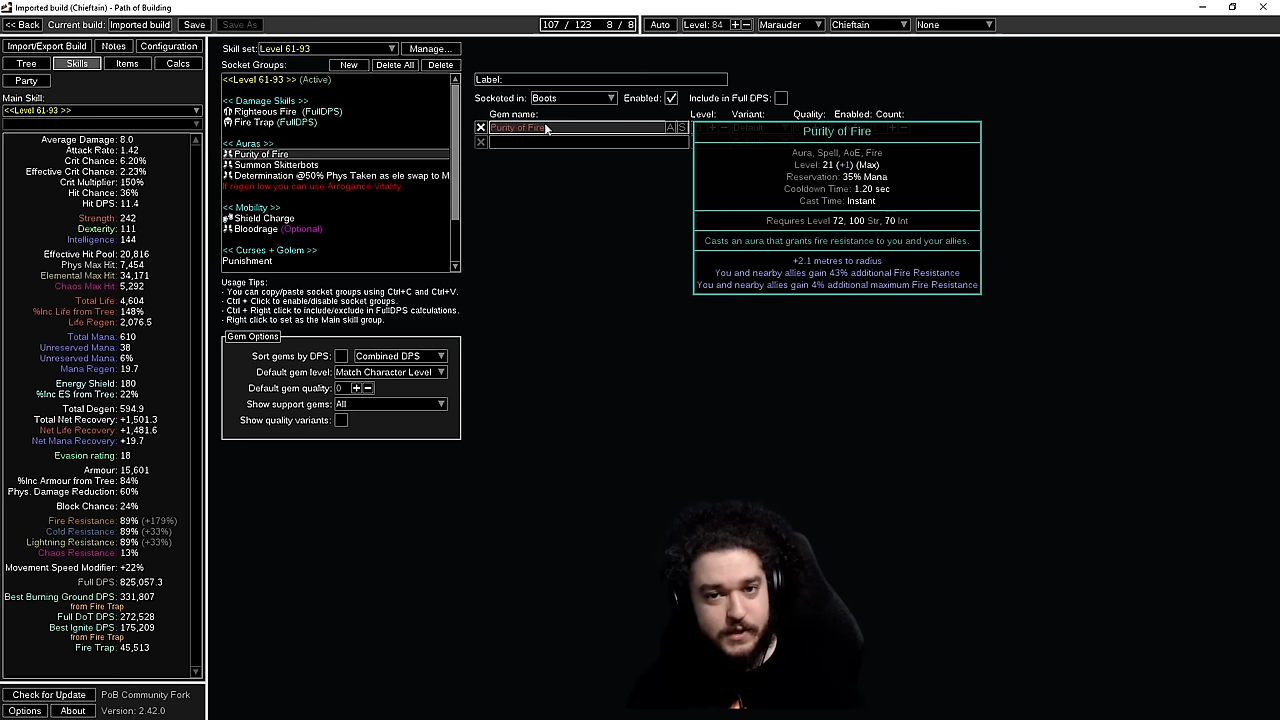 Imported build (Chieftain) - Path of Building
<< Back Current build: Imported build Save Save As 107 / 123 8 / 8 Auto Level: 84 Marauder Chieftain None
Import/Export Build Notes Configuration
Tree Skills Items Calcs
Party
Main Skill:
<<Level 61-93 >>
Average Damage: 8.0
Attack Rate: 1.42
Crit Chance: 6.20%
Effective Crit Chance: 2.23%
Crit Multiplier: 150%
Hit Chance: 36%
Hit DPS: 11.4
Strength: 242
Dexterity: 111
Intelligence: 144
Effective Hit Pool: 20,816
Phys Max Hit: 7,454
Elemental Max Hit: 34,171
Chaos Max Hit: 5,292
Total Life: 4,604
%Inc Life from Tree: 148%
Life Regen: 2,076.5
Total Mana: 610
Unreserved Mana: 38
Unreserved Mana: 6%
Mana Regen: 19.7
Energy Shield: 180
%Inc ES from Tree: 22%
Total Degen: 594.9
Total Net Recovery: +1,501.3
Net Life Recovery: +1,481.6
Net Mana Recovery: +19.7
Evasion rating: 18
Armour: 15,601
%Inc Armour from Tree: 84%
Phys. Damage Reduction: 60%
Block Chance: 24%
Fire Resistance: 89% (+179%)
Cold Resistance: 89% (+33%)
Lightning Resistance: 89% (+33%)
Chaos Resistance: 13%
Movement Speed Modifier: +22%
Full DPS: 825,057.3
Best Burning Ground DPS: 331,807
from Fire Trap
Full DoT DPS: 272,528
Best Ignite DPS: 175,209
from Fire Trap
Fire Trap: 45,513
Check for Update PoB Community Fork
Options About Version: 2.42.0
Skill set: Level 61-93 Manage...
Socket Groups: New Delete All Delete
<<Level 61-93 >> (Active)
<< Damage Skills >>
Righteous Fire (FullDPS)
Fire Trap (FullDPS)
<< Auras >>
Purity of Fire
Summon Skitterbots
Determination @50% Phys Taken as ele swap to M
If regen low you can use Arrogance Vitality
<< Mobility >>
Shield Charge
Bloodrage (Optional)
<< Curses + Golem >>
Punishment
Usage Tips:
- You can copy/paste socket groups using Ctrl+C and Ctrl+V.
- Ctrl + Click to enable/disable socket groups.
- Ctrl + Right click to include/exclude in FullDPS calculations.
- Right click to set as the Main skill group.
Gem Options
Sort gems by DPS: Combined DPS
Default gem level: Match Character Level
Default gem quality: 0
Show support gems: All
Show quality variants:
Label:
Socketed in: Boots Enabled: Include in Full DPS:
Gem name: Level: Variant: Quality: Enabled: Count:
Purity of Fire A S
Purity of Fire
Aura, Spell, AoE, Fire
Level: 21 (+1) (Max)
Reservation: 35% Mana
Cooldown Time: 1.20 sec
Cast Time: Instant
Requires Level 72, 100 Str, 70 Int
Casts an aura that grants fire resistance to you and your allies.
+2.1 metres to radius
You and nearby allies gain 43% additional Fire Resistance
You and nearby allies gain 4% additional maximum Fire Resistance